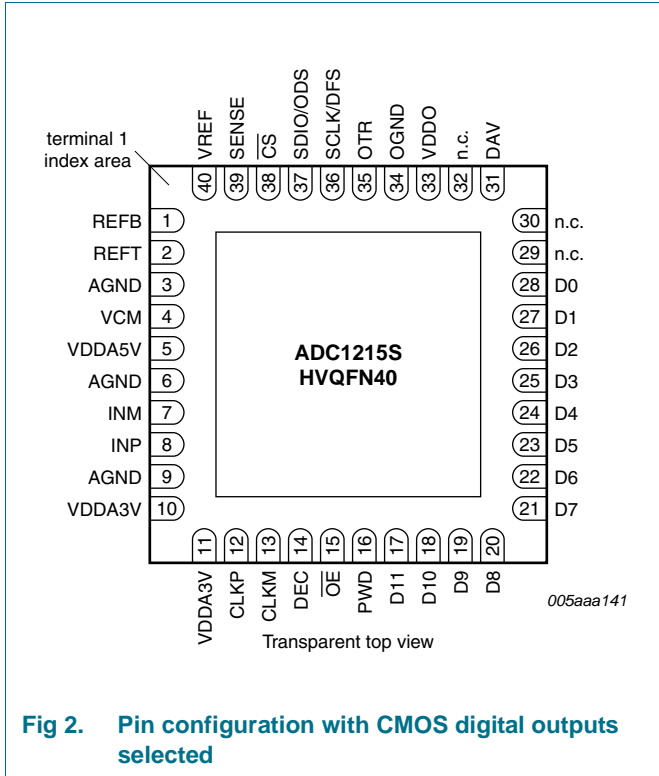 terminal 1
index area
VREF
SENSE
CS
SDIO/ODS
SCLK/DFS
OTR
OGND
VDDO
n.c.
DAV
40
39
38
37
36
35
34
33
32
31
REFB 1
REFT 2
AGND 3
VCM 4
VDDA5V 5
AGND 6
INM 7
INP 8
AGND 9
VDDA3V 10
ADC1215S
HVQFN40
30 n.c.
29 n.c.
28 D0
27 D1
26 D2
25 D3
24 D4
23 D5
22 D6
21 D7
11
12
13
14
15
16
17
18
19
20
VDDA3V
CLKP
CLKM
DEC
OE
PWD
D11
D10
D9
D8
005aaa141
Transparent top view
Fig 2. Pin configuration with CMOS digital outputs
selected